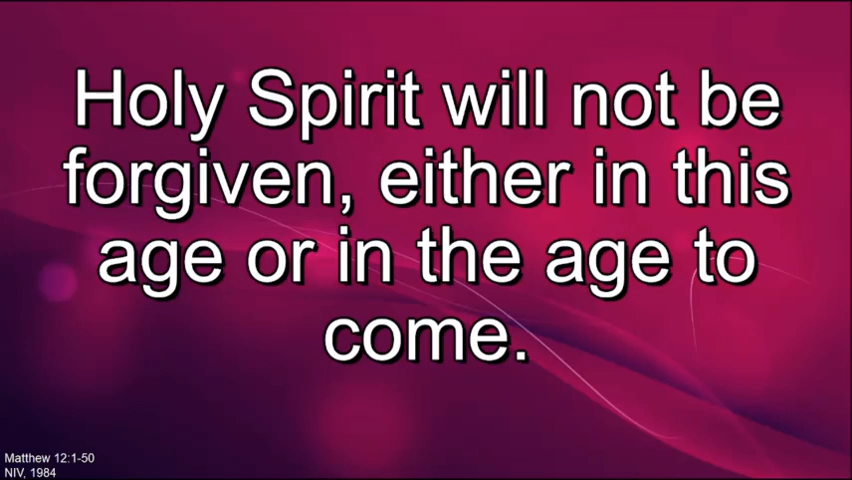 Holy Spirit will not be
forgiven, either in this
age or in the age to
come.
Matthew 12:1-50
NIV, 1984